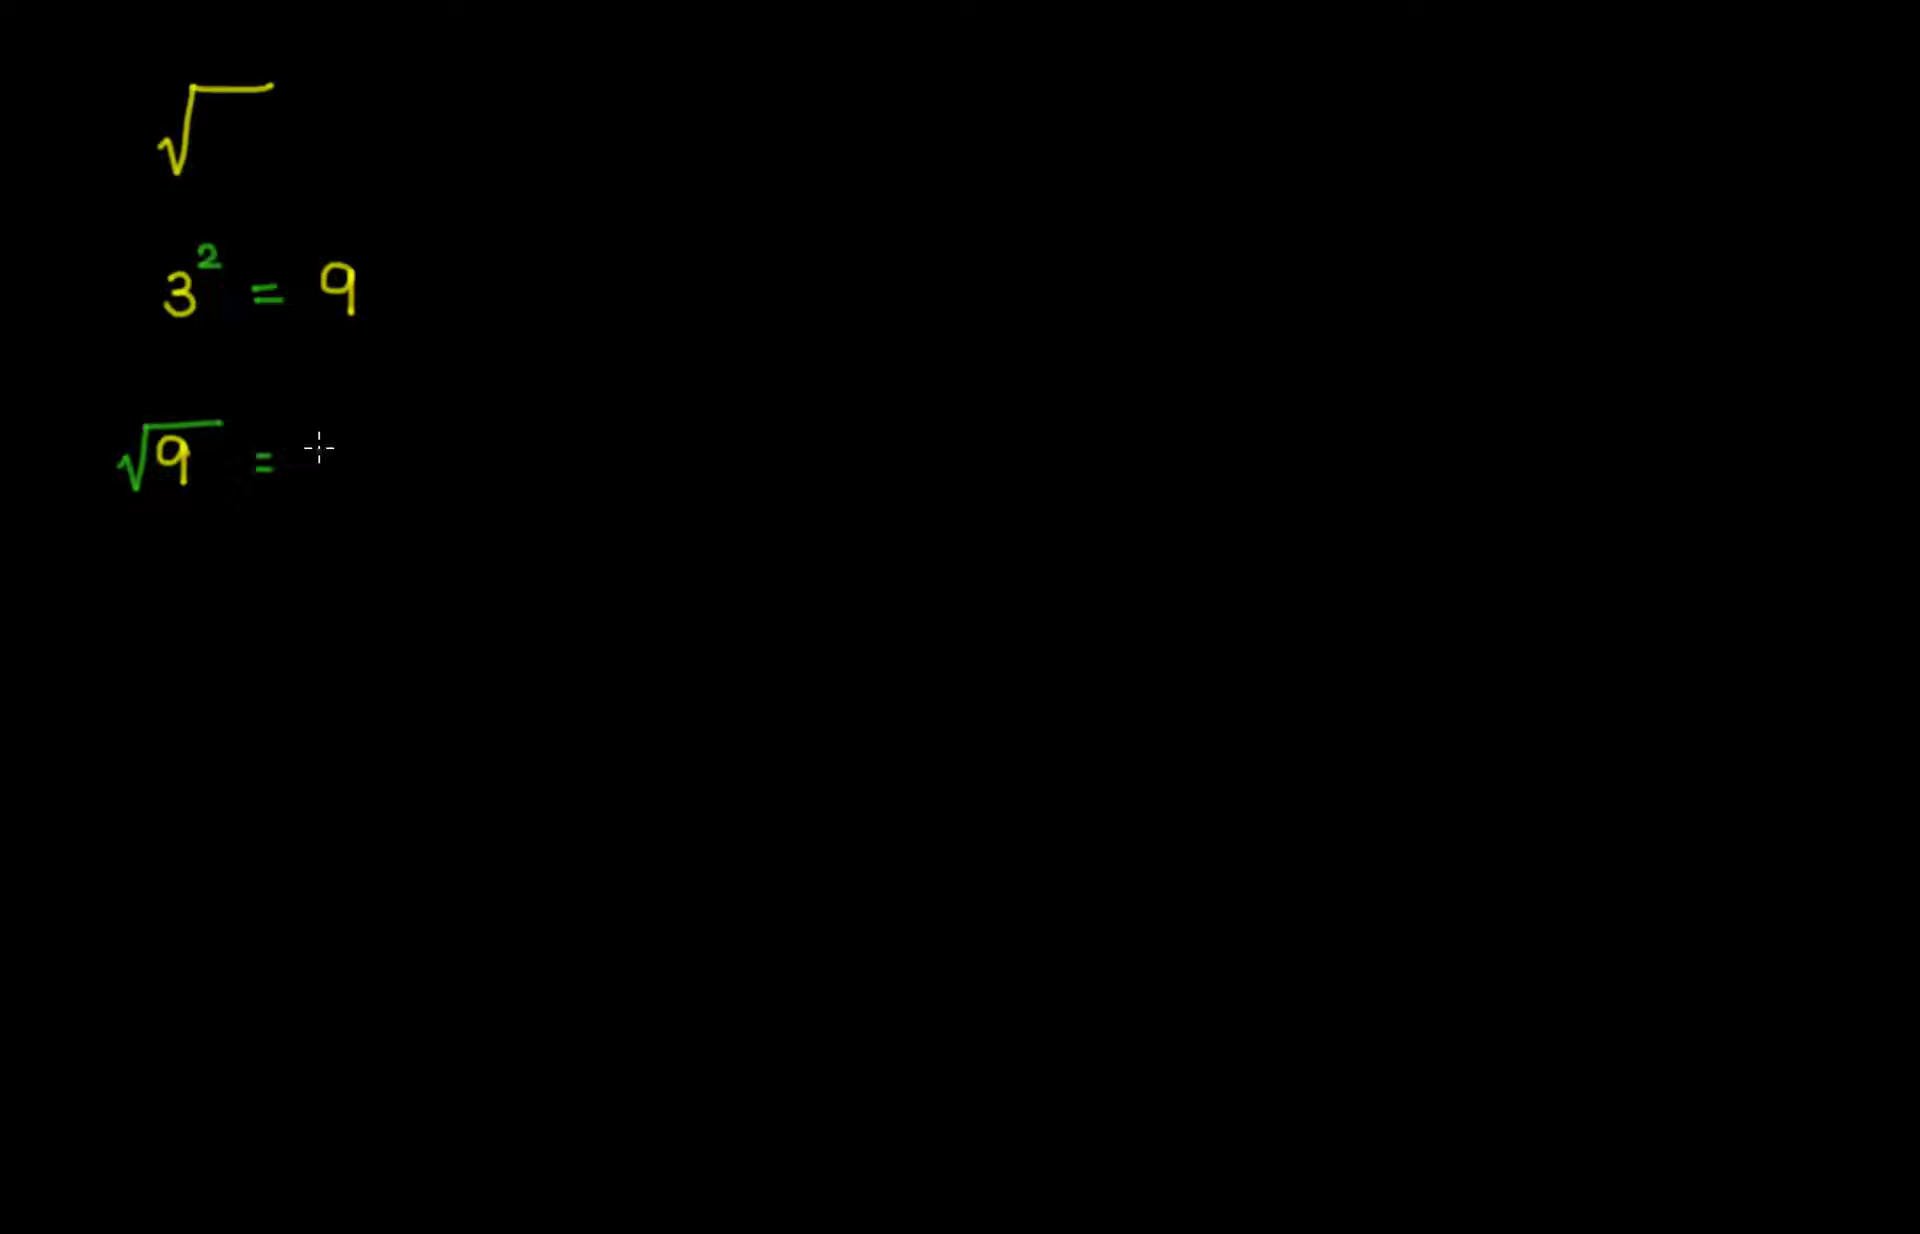 √
3² = 9
√9 =